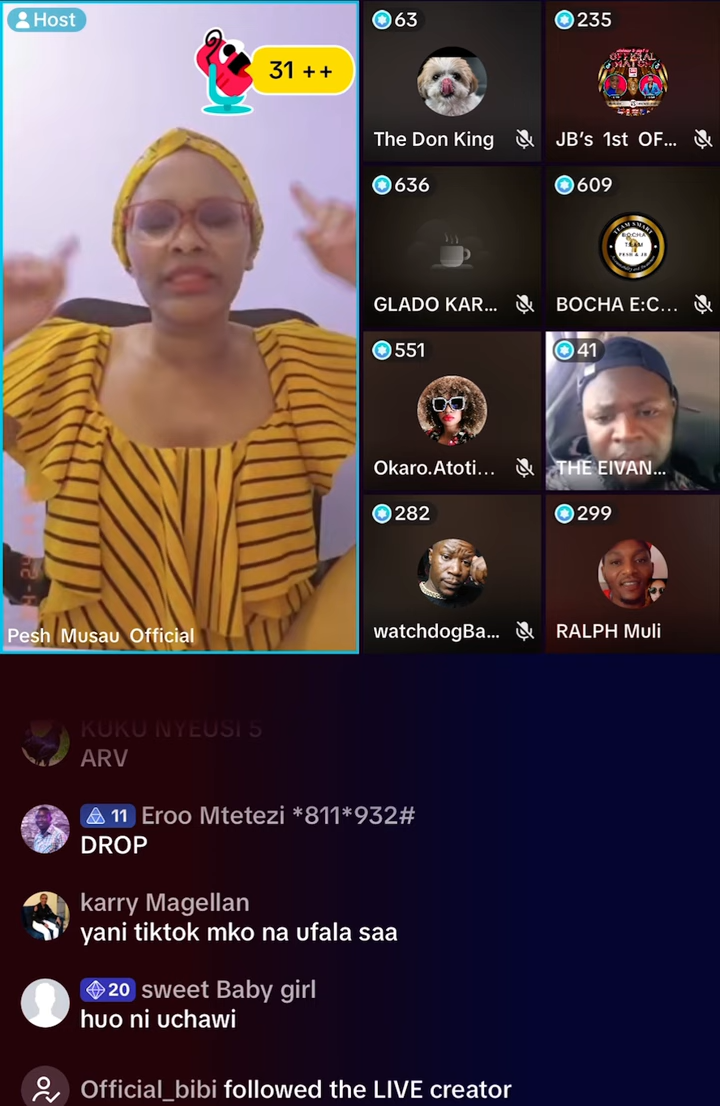 Host
31 ++
Pesh Musau Official
63
The Don King
235
JB's 1st OF...
636
GLADO KAR...
609
BOCHA E:C...
551
Okaro.Atoti...
41
THE EIVAN...
282
watchdogBa...
299
RALPH Muli
KUKU NYEUSI 5
ARV
11 Eroo Mtetezi *811*932#
DROP
karry Magellan
yani tiktok mko na ufala saa
20 sweet Baby girl
huo ni uchawi
Official_bibi followed the LIVE creator